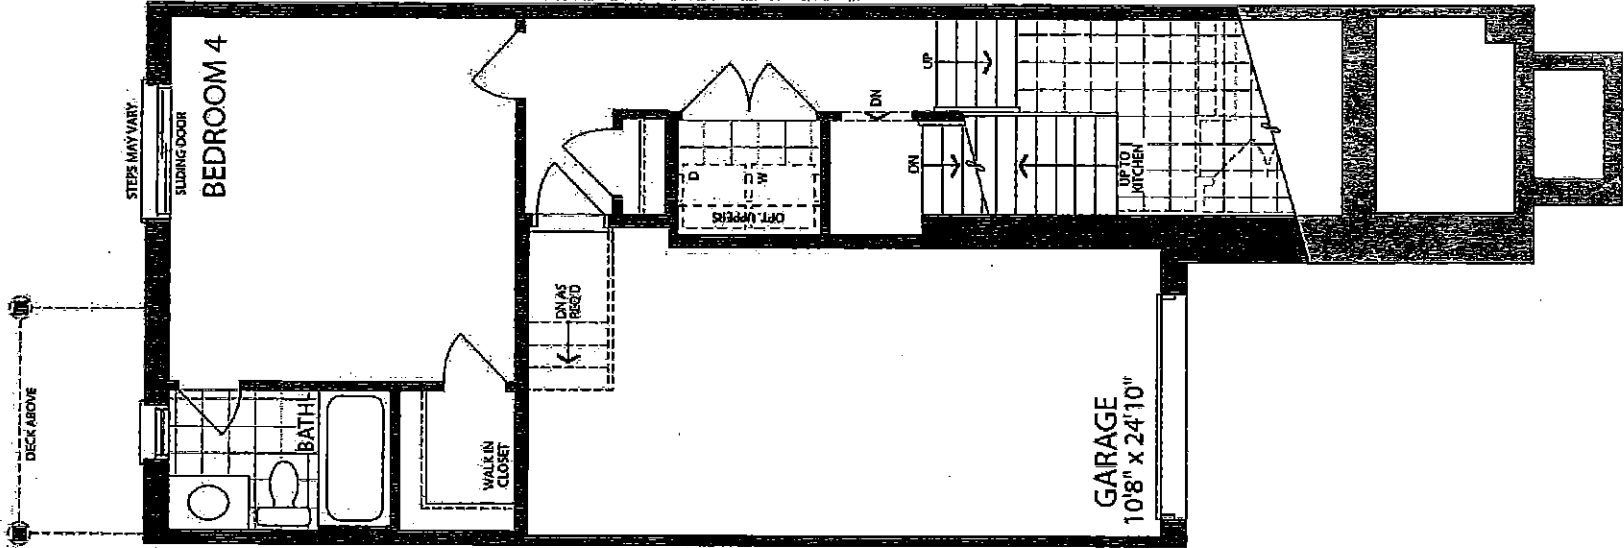 STEPS MAY VARY
SLIDING DOOR
BEDROOM 4
DECK ABOVE
BATH
WALK IN
CLOSET
DN AS
REQ'D
D
W
OPT. UPPERS
DN
UP
DN
UP TO
KITCHEN
GARAGE
10'8" x 24'10"